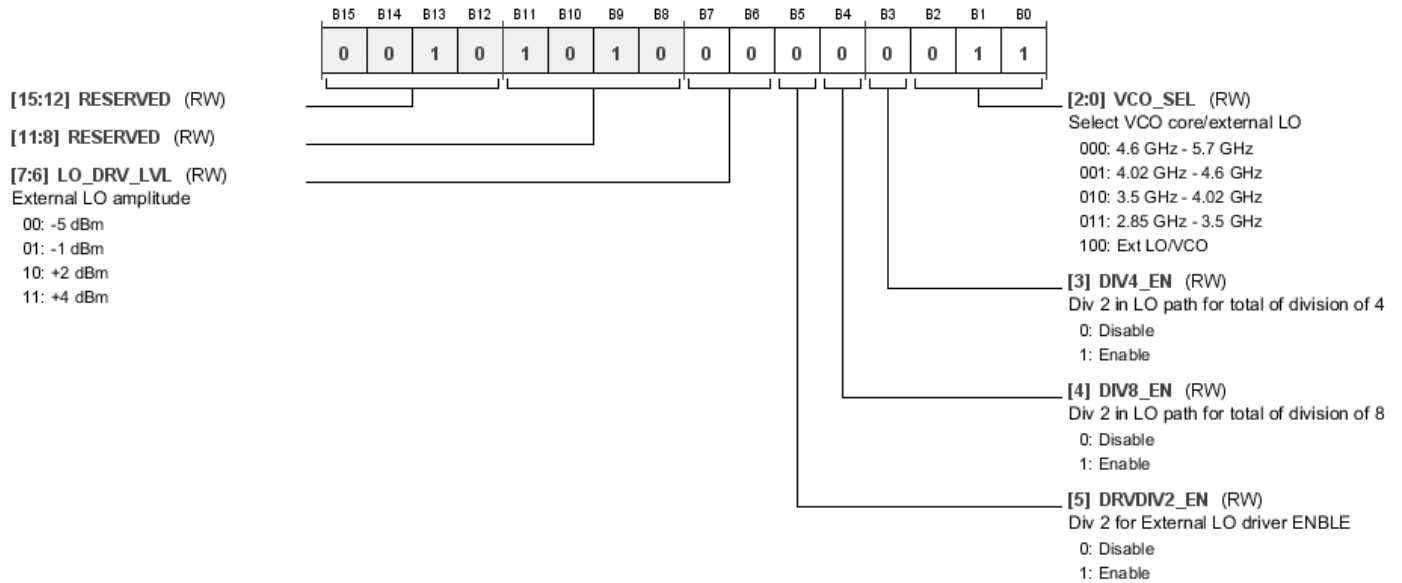 B15 B14 B13 B12 B11 B10 B9 B8 B7 B6 B5 B4 B3 B2 B1 B0
0 0 1 0 1 0 1 0 0 0 0 0 0 0 1 1
[15:12] RESERVED (RW)
[11:8] RESERVED (RW)
[7:6] LO_DRV_LVL (RW)
External LO amplitude
00: -5 dBm
01: -1 dBm
10: +2 dBm
11: +4 dBm
[2:0] VCO_SEL (RW)
Select VCO core/external LO
000: 4.6 GHz - 5.7 GHz
001: 4.02 GHz - 4.6 GHz
010: 3.5 GHz - 4.02 GHz
011: 2.85 GHz - 3.5 GHz
100: Ext LO/VCO
[3] DIV4_EN (RW)
Div 2 in LO path for total of division of 4
0: Disable
1: Enable
[4] DIV8_EN (RW)
Div 2 in LO path for total of division of 8
0: Disable
1: Enable
[5] DRVDIV2_EN (RW)
Div 2 for External LO driver ENBLE
0: Disable
1: Enable